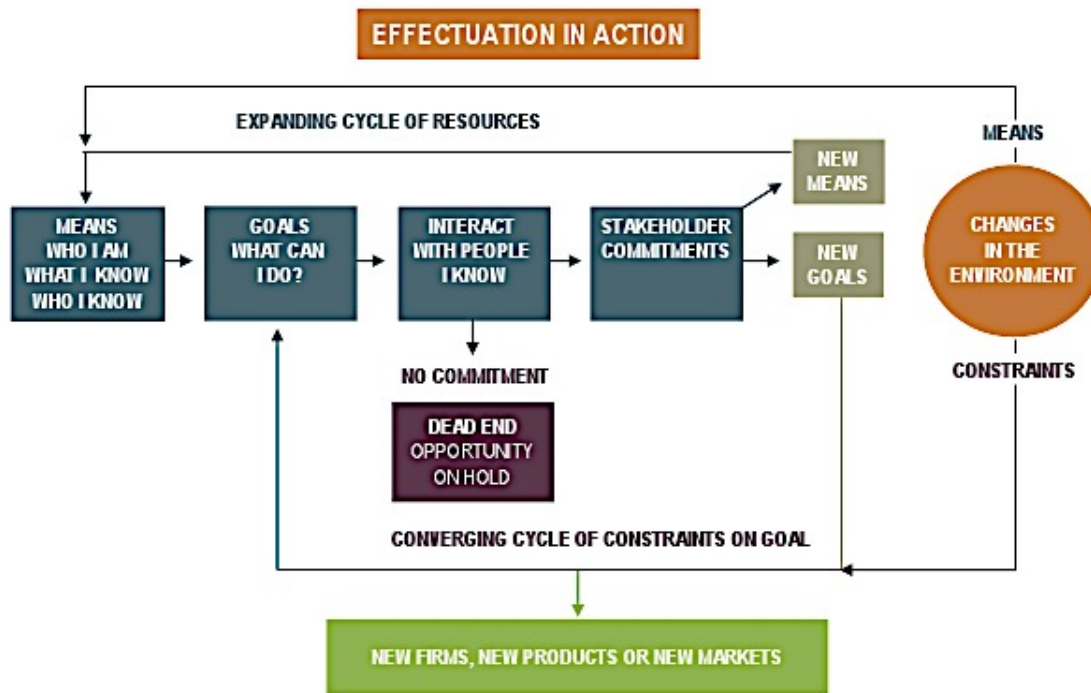 EFFECTUATION IN ACTION
EXPANDING CYCLE OF RESOURCES
MEANS
NEW
MEANS
MEANS
WHO I AM
WHAT I KNOW
WHO I KNOW
GOALS
WHAT CAN
I DO?
INTERACT
WITH PEOPLE
I KNOW
STAKEHOLDER
COMMITMENTS
NEW
GOALS
CHANGES
IN THE
ENVIRONMENT
NO COMMITMENT
CONSTRAINTS
DEAD END
OPPORTUNITY
ON HOLD
CONVERGING CYCLE OF CONSTRAINTS ON GOAL
NEW FIRMS, NEW PRODUCTS OR NEW MARKETS